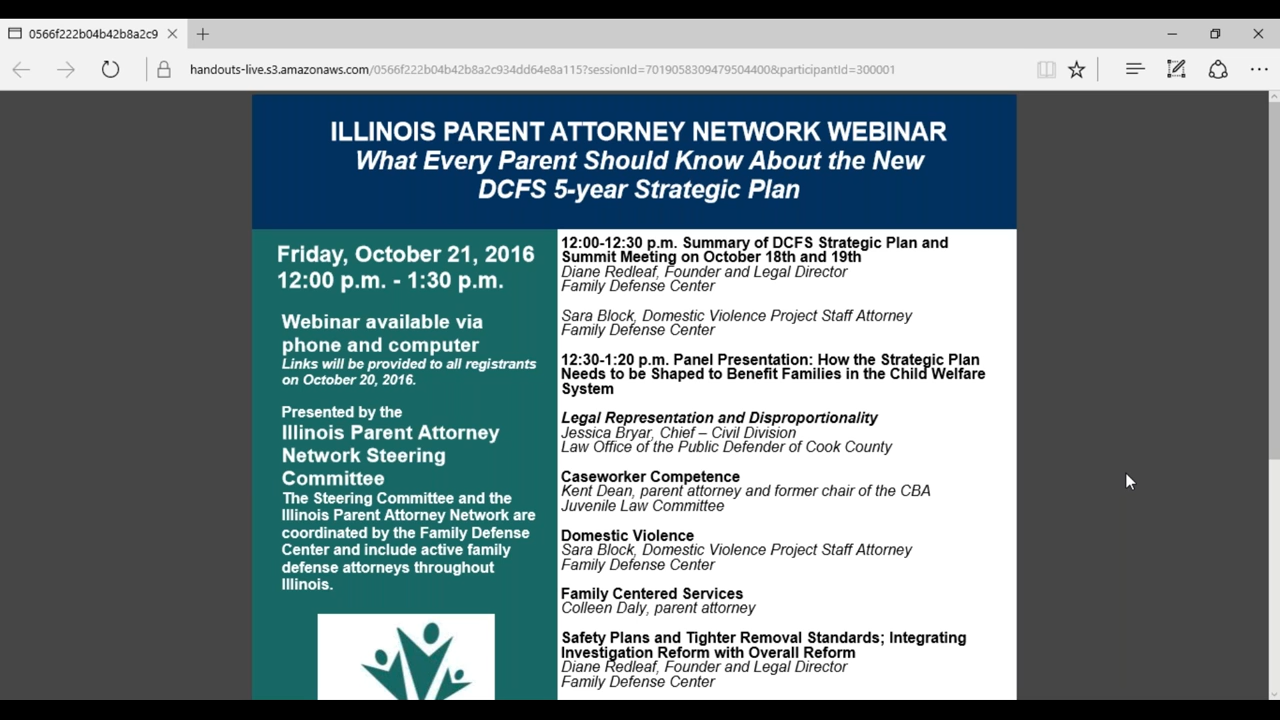 0566f222b04b42b8a2c9
handouts-live.s3.amazonaws.com/0566f222b04b42b8a2c934dd64e8a115?sessionId=7019058309479504400&participantId=300001
ILLINOIS PARENT ATTORNEY NETWORK WEBINAR
What Every Parent Should Know About the New
DCFS 5-year Strategic Plan
Friday, October 21, 2016
12:00 p.m. - 1:30 p.m.
Webinar available via
phone and computer
Links will be provided to all registrants
on October 20, 2016.
Presented by the
Illinois Parent Attorney
Network Steering
Committee
The Steering Committee and the
Illinois Parent Attorney Network are
coordinated by the Family Defense
Center and include active family
defense attorneys throughout
Illinois.
12:00-12:30 p.m. Summary of DCFS Strategic Plan and
Summit Meeting on October 18th and 19th
Diane Redleaf, Founder and Legal Director
Family Defense Center
Sara Block, Domestic Violence Project Staff Attorney
Family Defense Center
12:30-1:20 p.m. Panel Presentation: How the Strategic Plan
Needs to be Shaped to Benefit Families in the Child Welfare
System
Legal Representation and Disproportionality
Jessica Bryar, Chief – Civil Division
Law Office of the Public Defender of Cook County
Caseworker Competence
Kent Dean, parent attorney and former chair of the CBA
Juvenile Law Committee
Domestic Violence
Sara Block, Domestic Violence Project Staff Attorney
Family Defense Center
Family Centered Services
Colleen Daly, parent attorney
Safety Plans and Tighter Removal Standards; Integrating
Investigation Reform with Overall Reform
Diane Redleaf, Founder and Legal Director
Family Defense Center